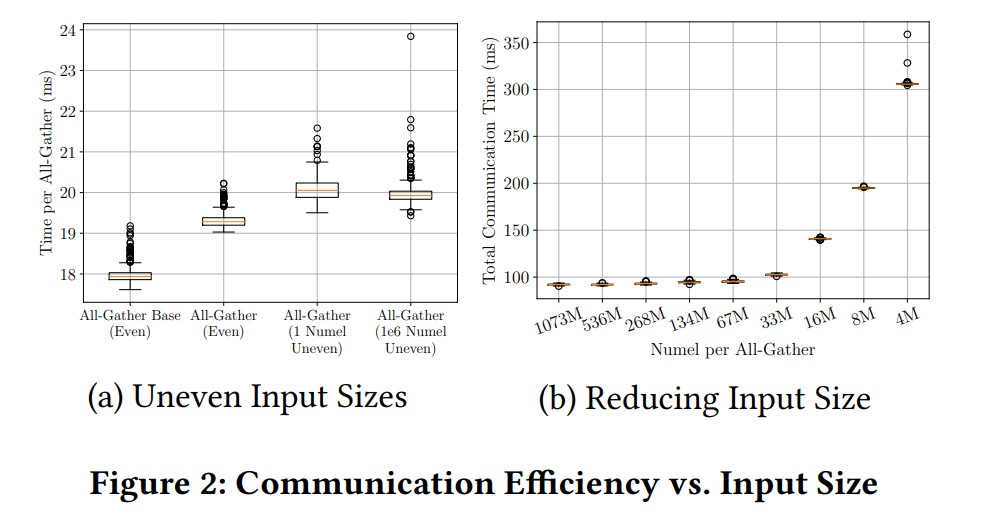 24
23
22
21
20
19
18
Time per All-Gather (ms)
All-Gather Base
(Even)
All-Gather
(Even)
All-Gather
(1 Numel
Uneven)
All-Gather
(1e6 Numel
Uneven)
(a) Uneven Input Sizes
350
300
250
200
150
100
Total Communication Time (ms)
1073M
536M
268M
134M
67M
33M
16M
8M
4M
Numel per All-Gather
(b) Reducing Input Size
Figure 2: Communication Efficiency vs. Input Size